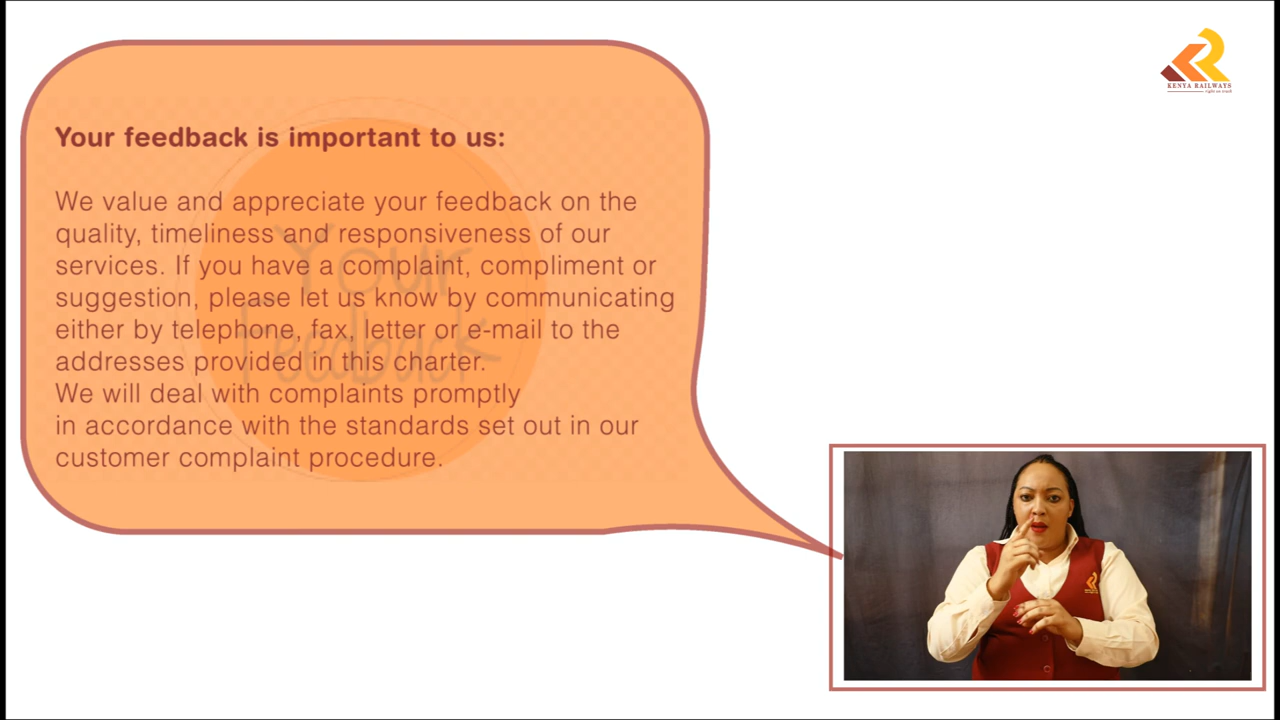 KENYA RAILWAYS
Your feedback is important to us:
We value and appreciate your feedback on the
quality, timeliness and responsiveness of our
services. If you have a complaint, compliment or
suggestion, please let us know by communicating
either by telephone, fax, letter or e-mail to the
addresses provided in this charter.
We will deal with complaints promptly
in accordance with the standards set out in our
customer complaint procedure.
Your
Feedback